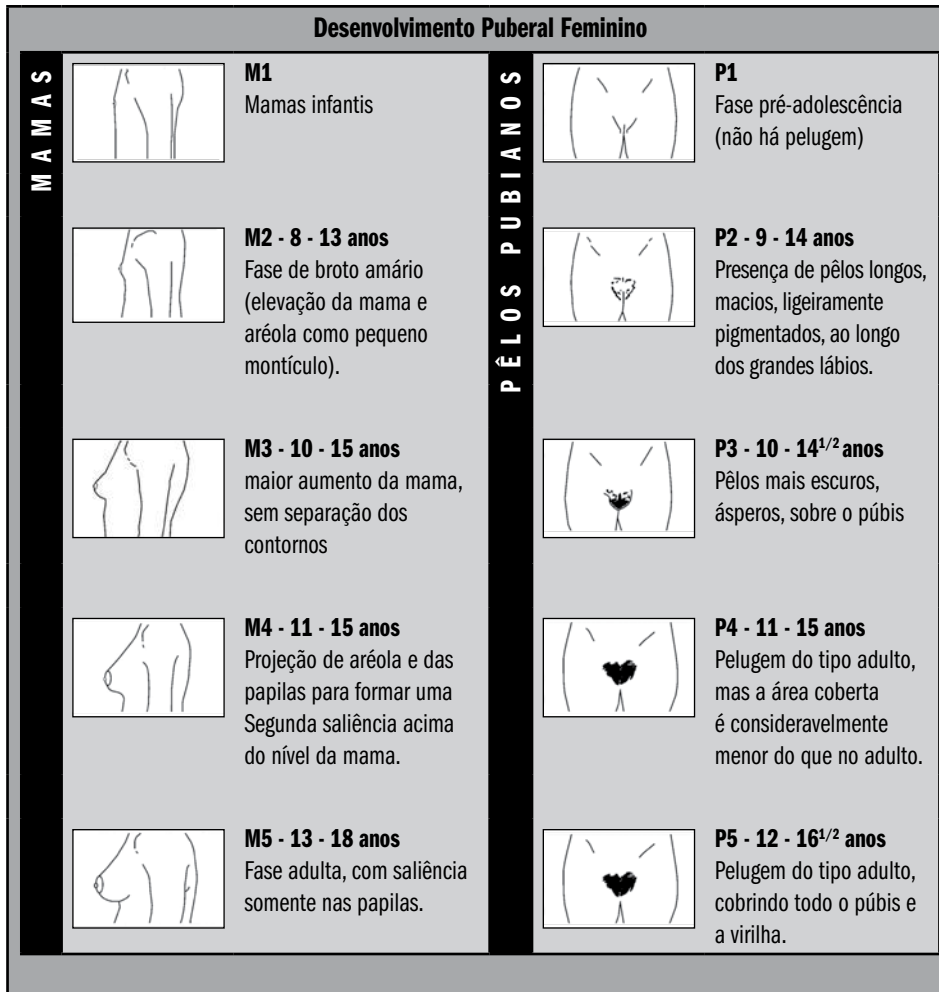 Desenvolvimento Puberal Feminino
MAMAS
M1
Mamas infantis
M2 - 8 - 13 anos
Fase de broto amário
(elevação da mama e
aréola como pequeno
montículo).
M3 - 10 - 15 anos
maior aumento da mama,
sem separação dos
contornos
M4 - 11 - 15 anos
Projeção de aréola e das
papilas para formar uma
Segunda saliência acima
do nível da mama.
M5 - 13 - 18 anos
Fase adulta, com saliência
somente nas papilas.
PÊLOS PUBIANOS
P1
Fase pré-adolescência
(não há pelugem)
P2 - 9 - 14 anos
Presença de pêlos longos,
macios, ligeiramente
pigmentados, ao longo
dos grandes lábios.
P3 - 10 - 14 1/2 anos
Pêlos mais escuros,
ásperos, sobre o púbis
P4 - 11 - 15 anos
Pelugem do tipo adulto,
mas a área coberta
é consideravelmente
menor do que no adulto.
P5 - 12 - 16 1/2 anos
Pelugem do tipo adulto,
cobrindo todo o púbis e
a virilha.